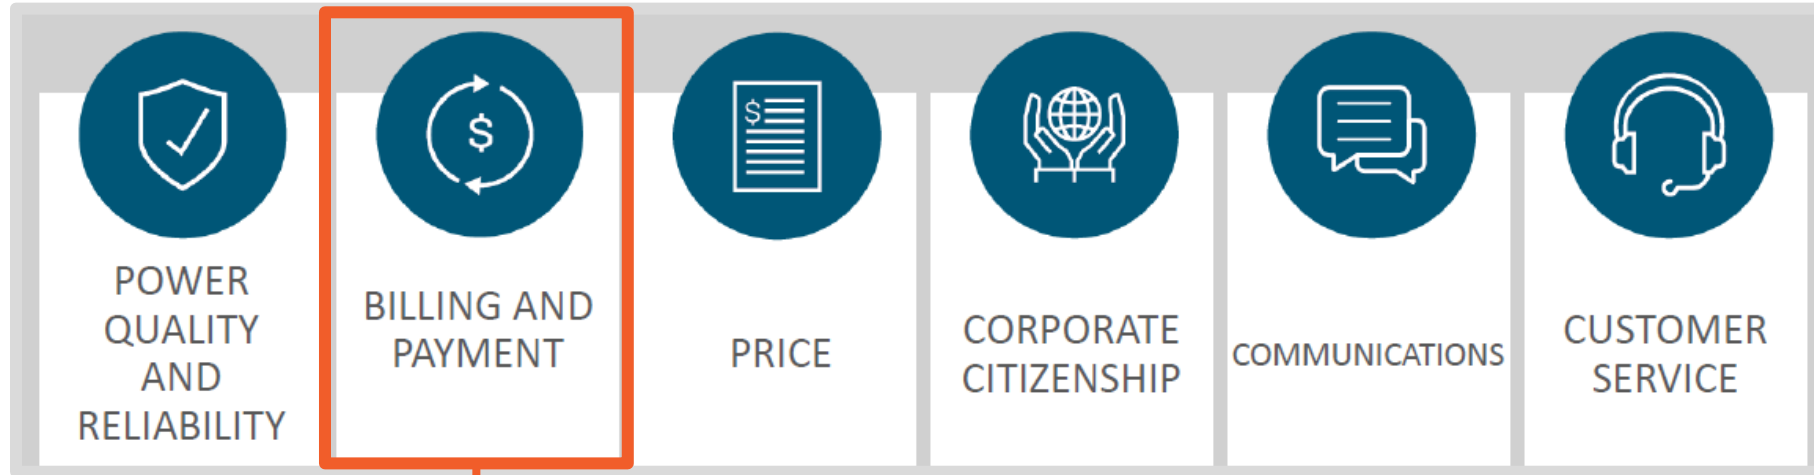 POWER
QUALITY
AND
RELIABILITY
$
BILLING AND
PAYMENT
$
PRICE
CORPORATE
CITIZENSHIP
COMMUNICATIONS
CUSTOMER
SERVICE